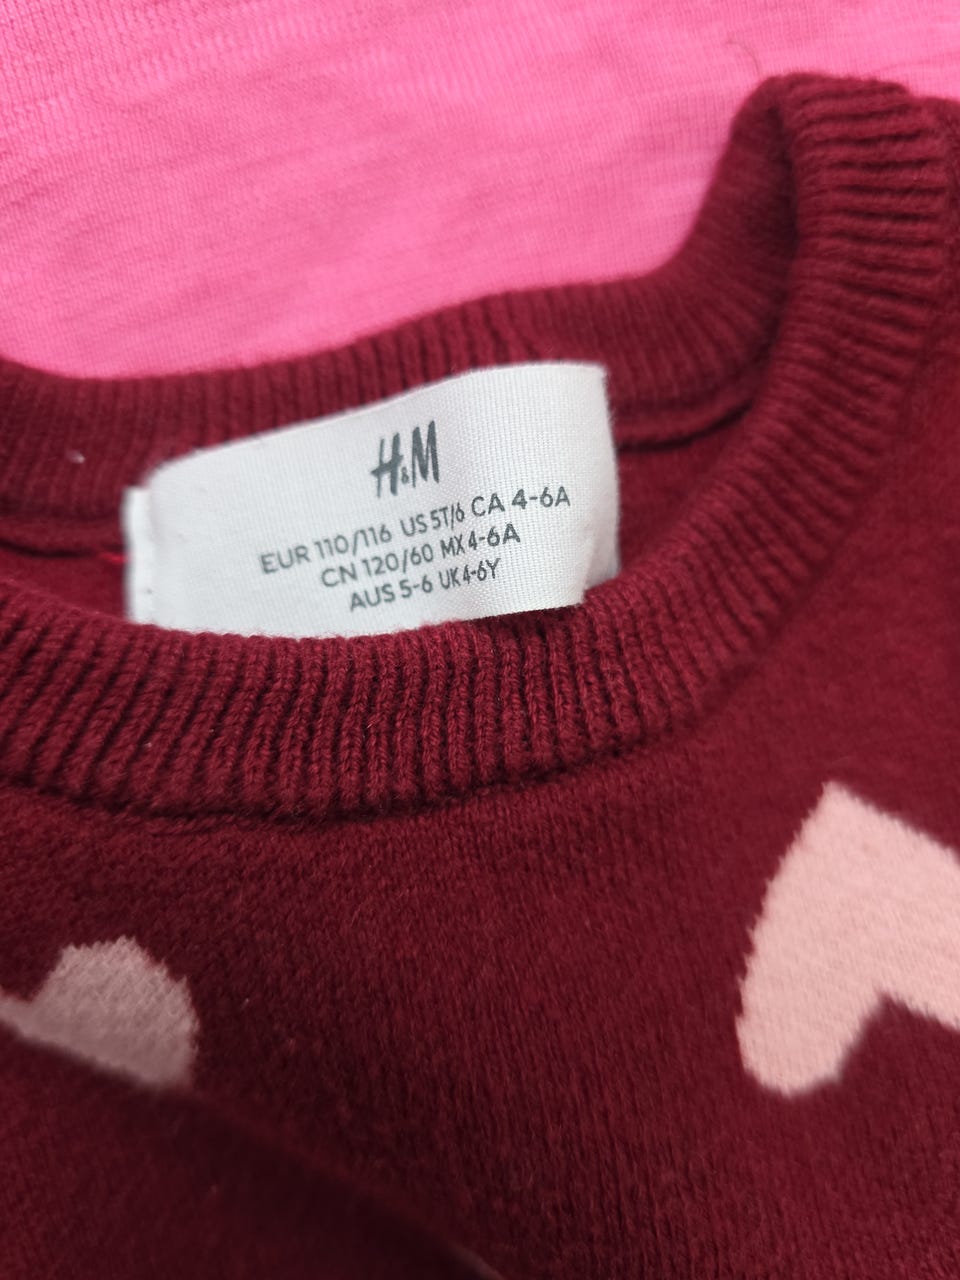 H&M
EUR 110/116 US 5T/6 CA 4-6A
CN 120/60 MX 4-6A
AUS 5-6 UK 4-6Y